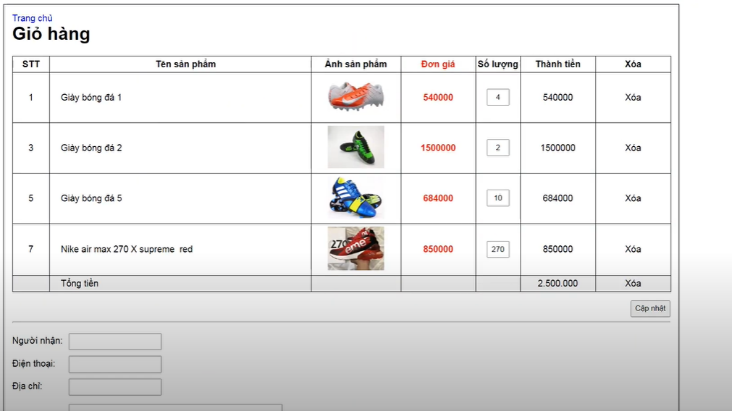 Trang chủ
Giỏ hàng
STT Tên sản phẩm Ảnh sản phẩm Đơn giá Số lượng Thành tiền Xóa
1 Giày bóng đá 1 540000 4 540000 Xóa
3 Giày bóng đá 2 1500000 2 1500000 Xóa
5 Giày bóng đá 5 684000 10 684000 Xóa
7 Nike air max 270 X supreme red 270 eme 850000 270 850000 Xóa
Tổng tiền 2.500.000 Xóa
Cập nhật
Người nhận:
Điện thoại:
Địa chỉ: